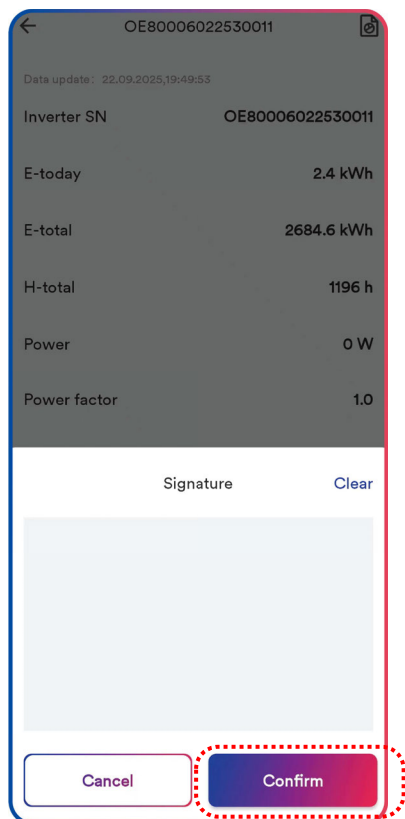 OE80006022530011
Data update: 22.09.2025,19:49:53
Inverter SN OE80006022530011
E-today 2.4 kWh
E-total 2684.6 kWh
H-total 1196 h
Power 0 W
Power factor 1.0
Signature Clear
Cancel Confirm